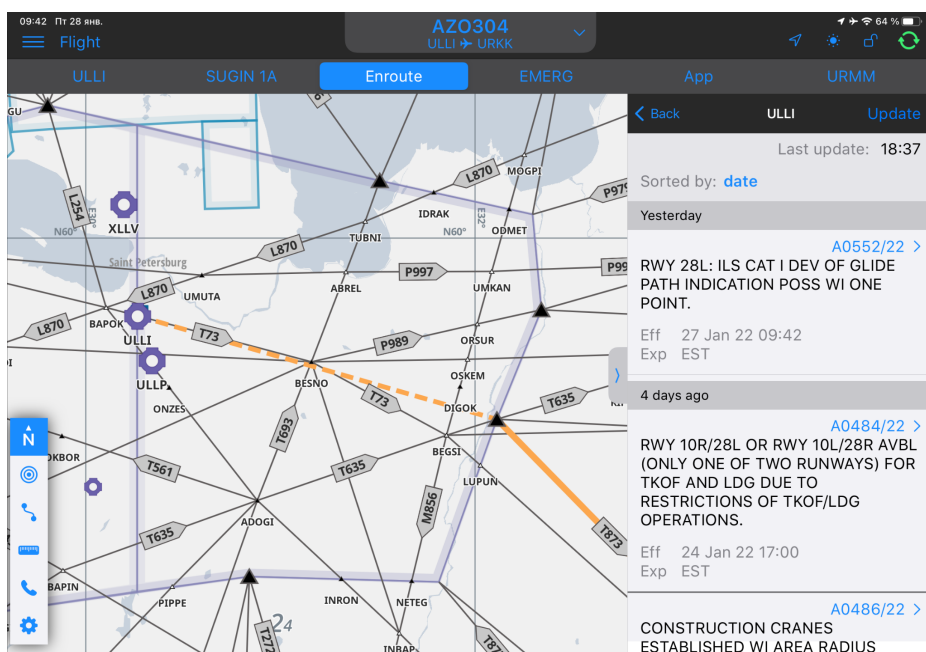 09:42 Пт 28 янв.
64 %
Flight
AZO304
ULLI ✈ URKK
ULLI
SUGIN 1A
Enroute
EMERG
App
URMM
GU
L254
E30°
XLLV
N60°
Saint Petersburg
L870
L870
L870
UMUTA
BAPOK
ULLI
ULLP
T73
TUBNI
ABREL
IDRAK
L870
MOGPI
P979
E32°
N60°
ODMET
P997
UMKAN
P99
P989
ORSUR
BESNO
OSKEM
T73
DIGOK
T635
ONZES
T693
BEGSI
T635
LUPUN
OKBOR
T561
M856
ADOGI
T635
T873
BAPIN
PIPPE
INRON
NETEG
24
T272
INBAP
T87
N
Back
ULLI
Update
Last update: 18:37
Sorted by: date
Yesterday
A0552/22
RWY 28L: ILS CAT I DEV OF GLIDE
PATH INDICATION POSS WI ONE
POINT.
Eff 27 Jan 22 09:42
Exp EST
4 days ago
A0484/22
RWY 10R/28L OR RWY 10L/28R AVBL
(ONLY ONE OF TWO RUNWAYS) FOR
TKOF AND LDG DUE TO
RESTRICTIONS OF TKOF/LDG
OPERATIONS.
Eff 24 Jan 22 17:00
Exp EST
A0486/22
CONSTRUCTION CRANES
ESTABLISHED WI AREA RADIUS